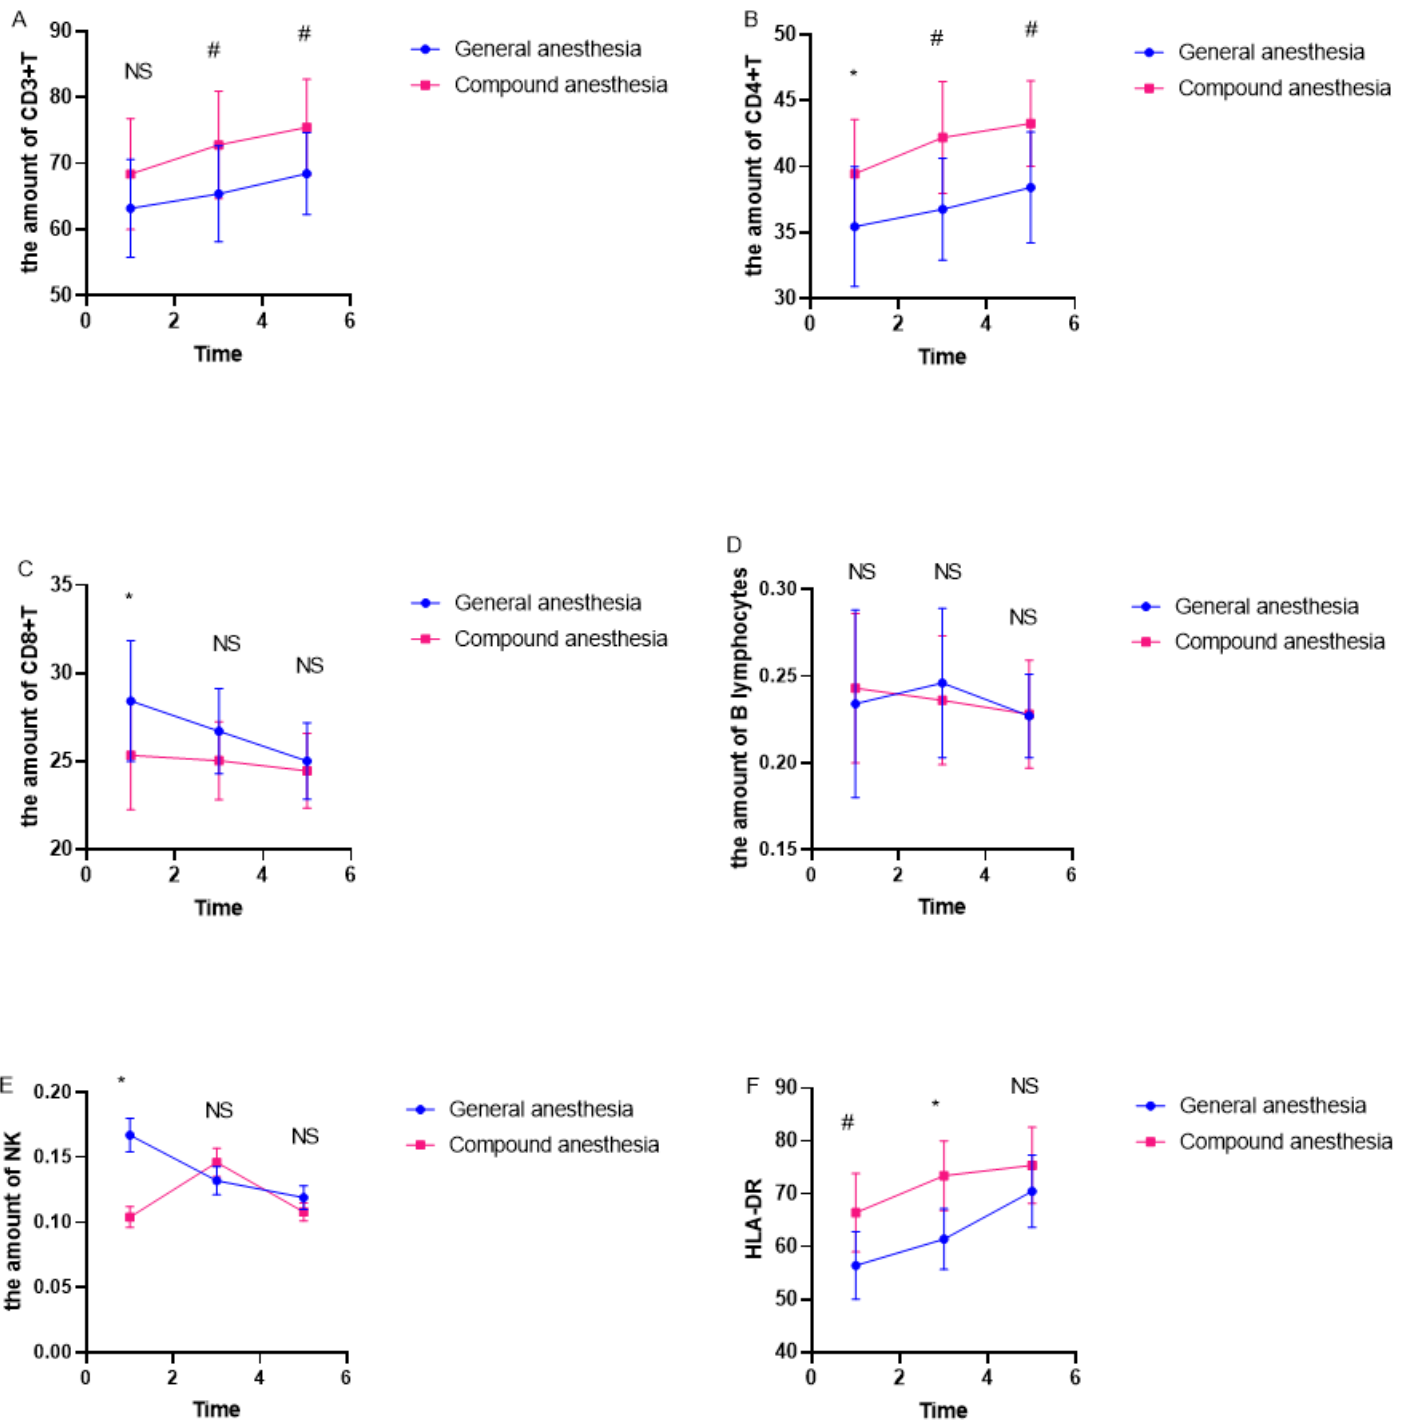 A
the amount of CD3+T
90
80
70
60
50
NS
#
#
0
2
4
6
Time
General anesthesia
Compound anesthesia
B
the amount of CD4+T
50
45
40
35
30
*
#
#
0
2
4
6
Time
General anesthesia
Compound anesthesia
C
the amount of CD8+T
35
30
25
20
*
NS
NS
0
2
4
6
Time
General anesthesia
Compound anesthesia
D
the amount of B lymphocytes
0.30
0.25
0.20
0.15
NS
NS
NS
0
2
4
6
Time
General anesthesia
Compound anesthesia
E
the amount of NK
0.20
0.15
0.10
0.05
0.00
*
NS
NS
0
2
4
6
Time
General anesthesia
Compound anesthesia
F
HLA-DR
90
80
70
60
50
40
#
*
NS
0
2
4
6
Time
General anesthesia
Compound anesthesia